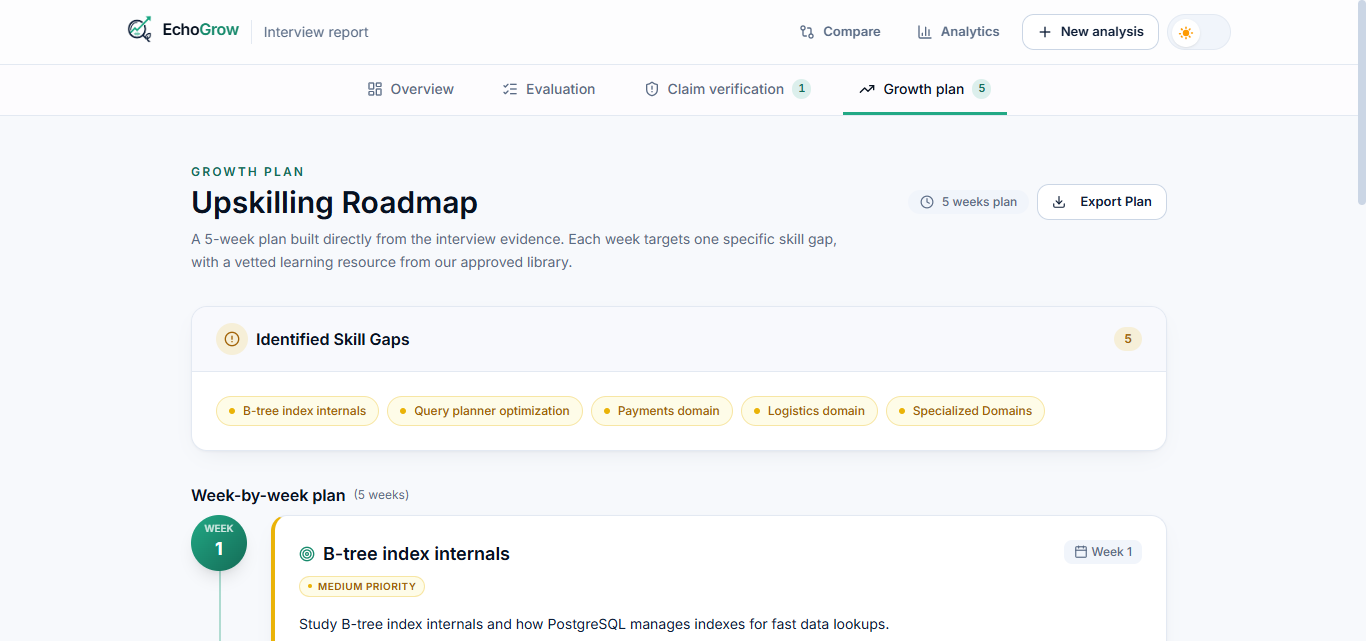 EchoGrow Interview report Compare Analytics New analysis
Overview Evaluation Claim verification 1 Growth plan 5
GROWTH PLAN
Upskilling Roadmap
5 weeks plan Export Plan
A 5-week plan built directly from the interview evidence. Each week targets one specific skill gap,
with a vetted learning resource from our approved library.
Identified Skill Gaps 5
B-tree index internals Query planner optimization Payments domain Logistics domain Specialized Domains
Week-by-week plan (5 weeks)
WEEK
1
B-tree index internals Week 1
MEDIUM PRIORITY
Study B-tree index internals and how PostgreSQL manages indexes for fast data lookups.